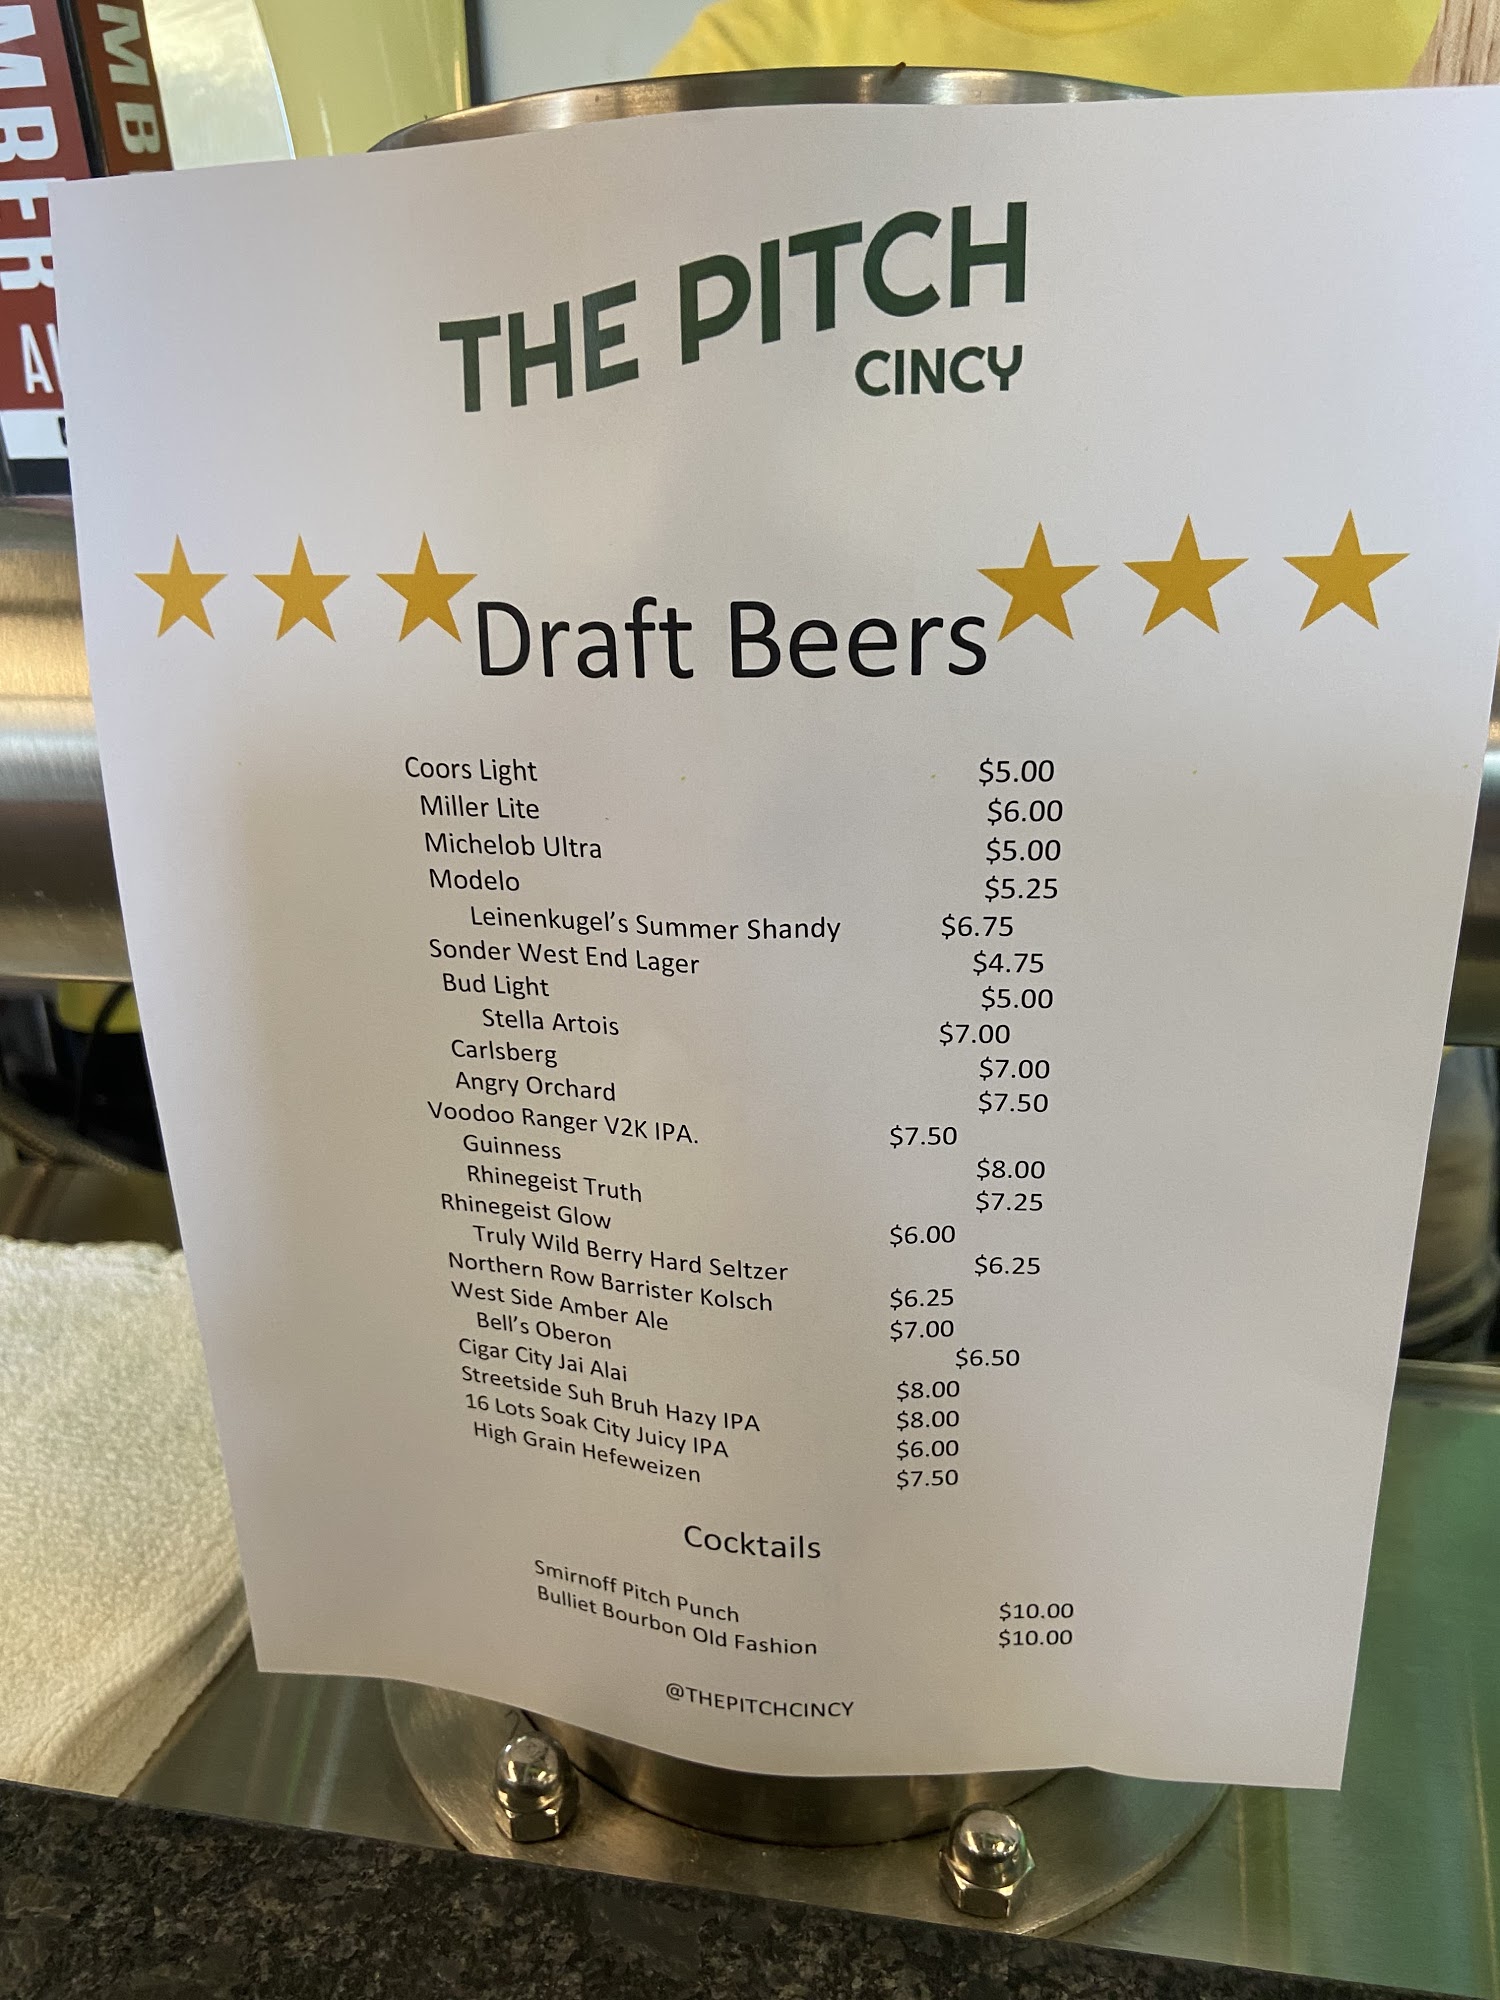 MBER
AL
MB
THE PITCH
CINCY
Draft Beers
Coors Light $5.00
Miller Lite $6.00
Michelob Ultra $5.00
Modelo $5.25
Leinenkugel's Summer Shandy $6.75
Sonder West End Lager $4.75
Bud Light $5.00
Stella Artois $7.00
Carlsberg $7.00
Angry Orchard $7.50
Voodoo Ranger V2K IPA. $7.50
Guinness $8.00
Rhinegeist Truth $7.25
Rhinegeist Glow $6.00
Truly Wild Berry Hard Seltzer $6.25
Northern Row Barrister Kolsch $6.25
West Side Amber Ale $7.00
Bell's Oberon $6.50
Cigar City Jai Alai $8.00
Streetside Suh Bruh Hazy IPA $8.00
16 Lots Soak City Juicy IPA $6.00
High Grain Hefeweizen $7.50
Cocktails
Smirnoff Pitch Punch $10.00
Bulliet Bourbon Old Fashion $10.00
@THEPITCHCINCY